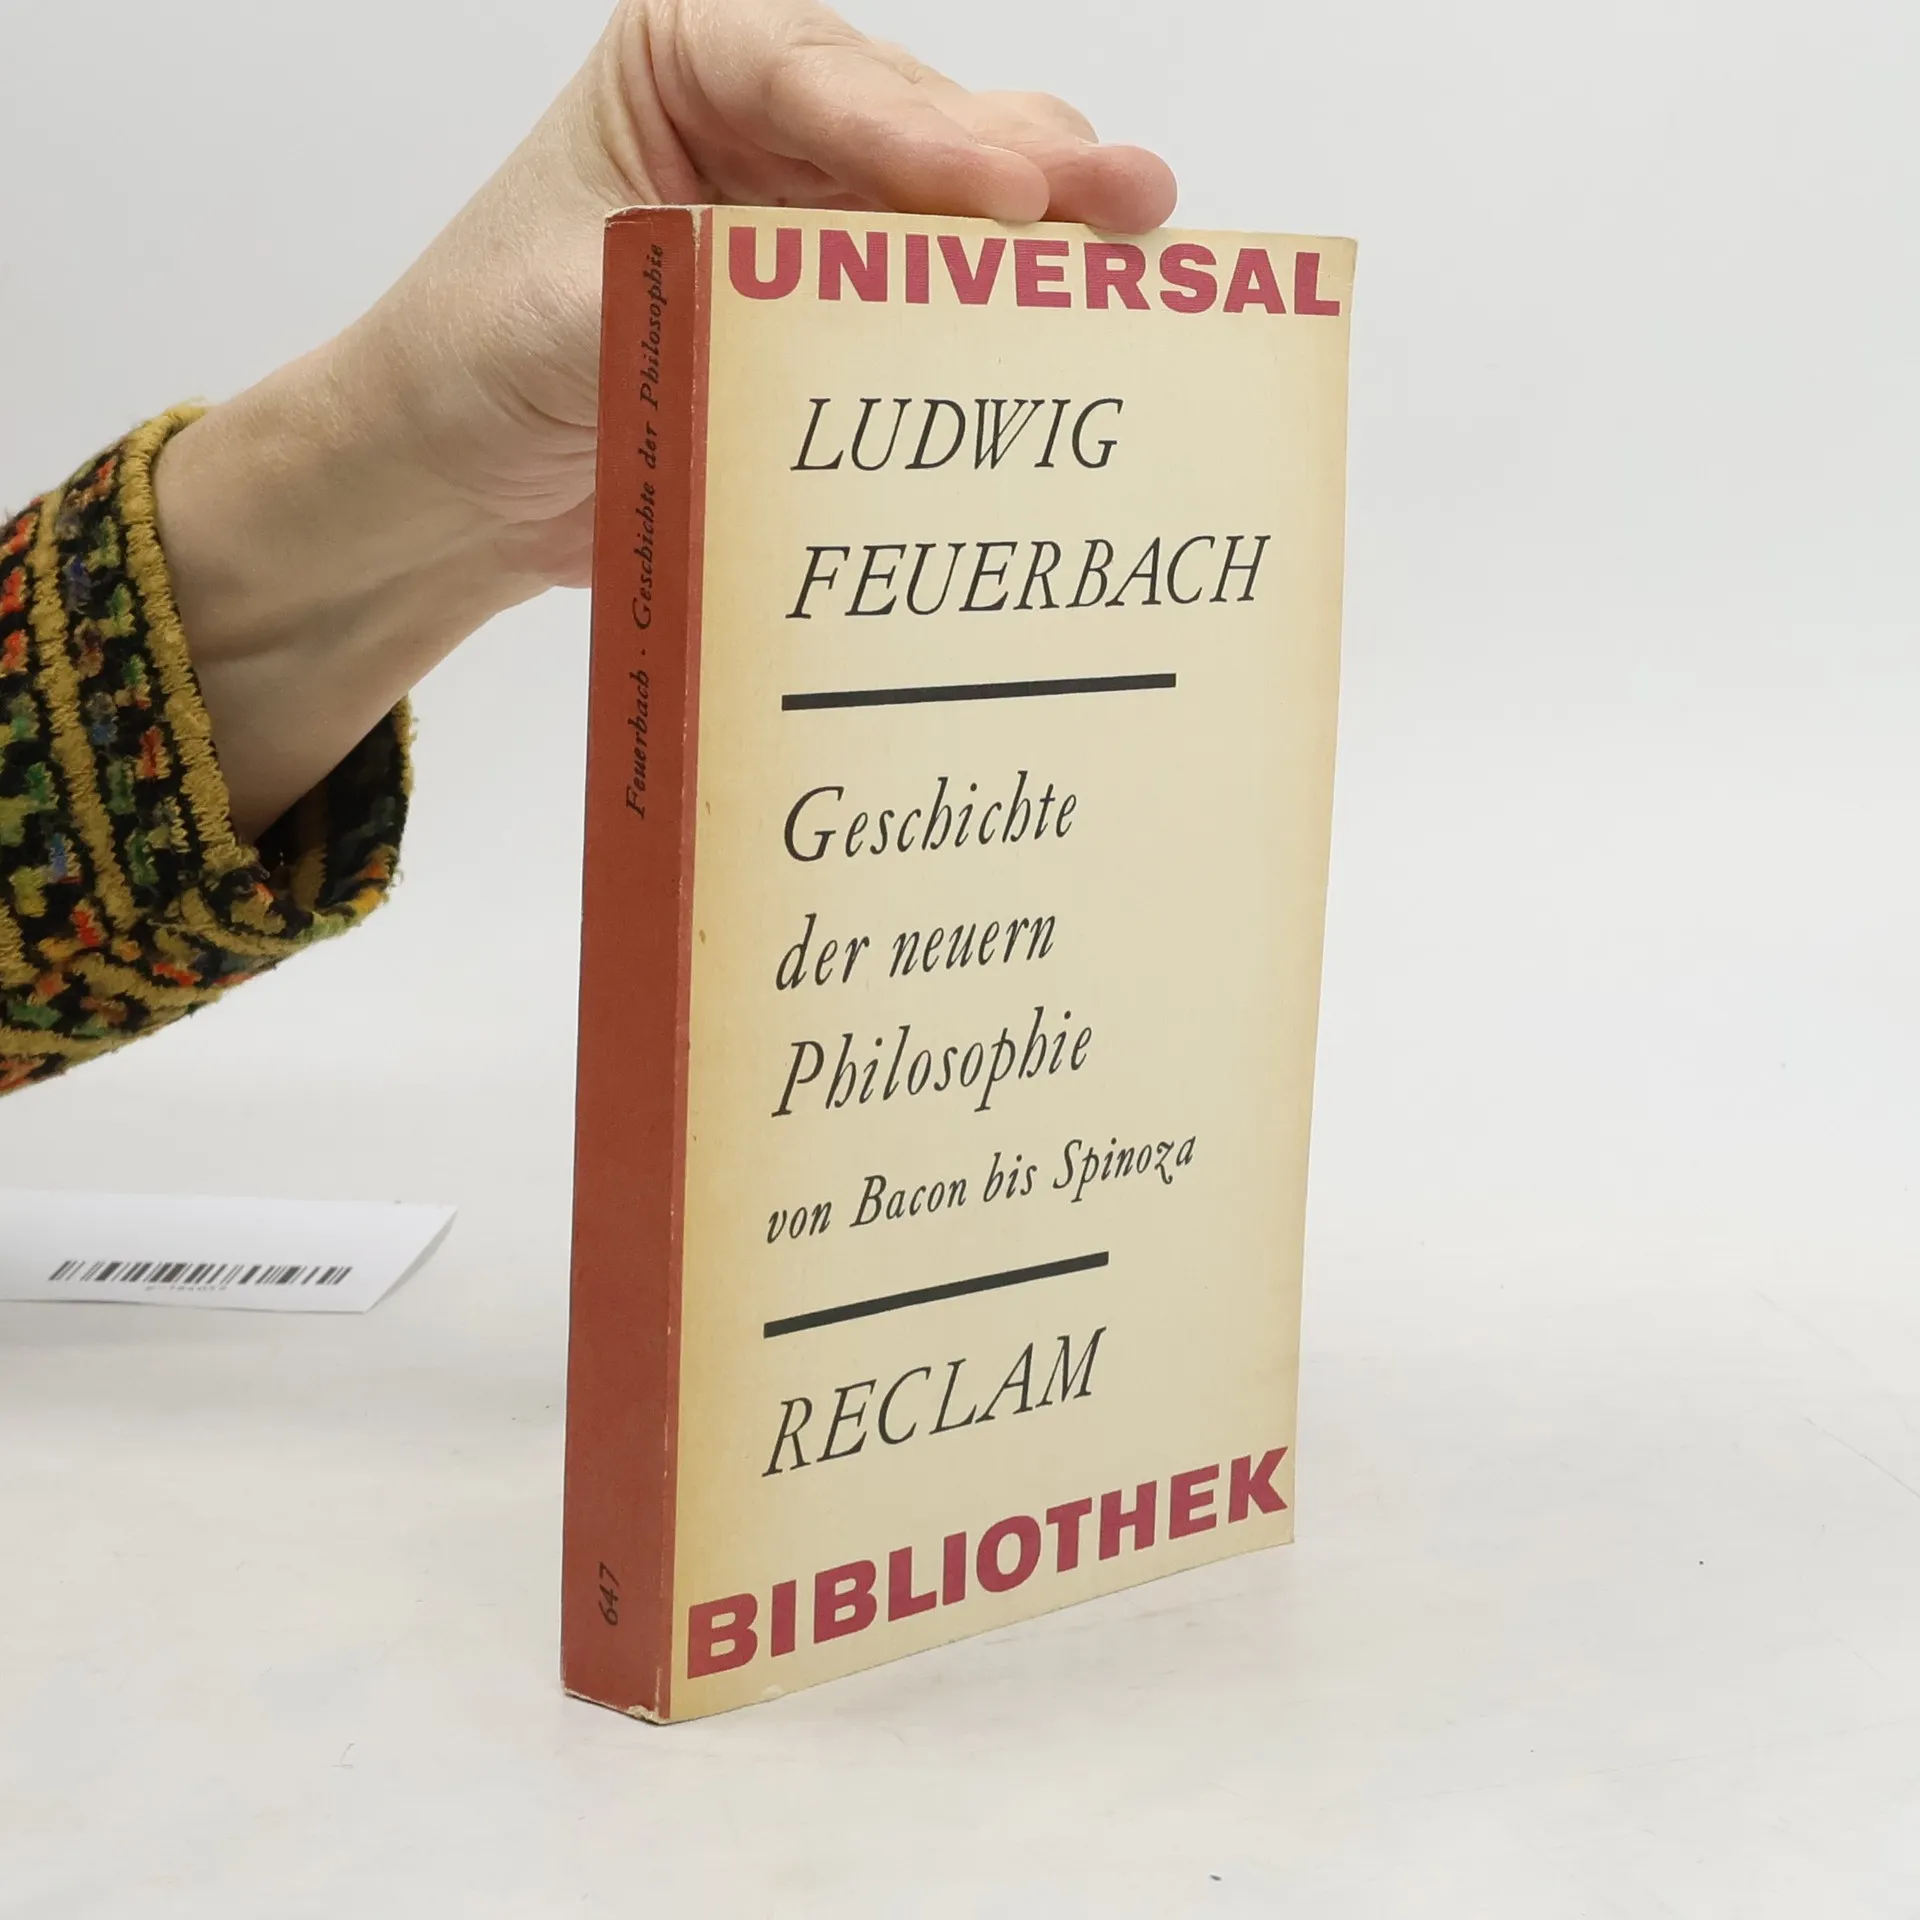 UNIVERSAL
LUDWIG
FEUERBACH
Geschichte
der neuern
Philosophie
von Bacon bis Spinoza
RECLAM
BIBLIOTHEK
Feuerbach · Geschichte der Philosophie
647